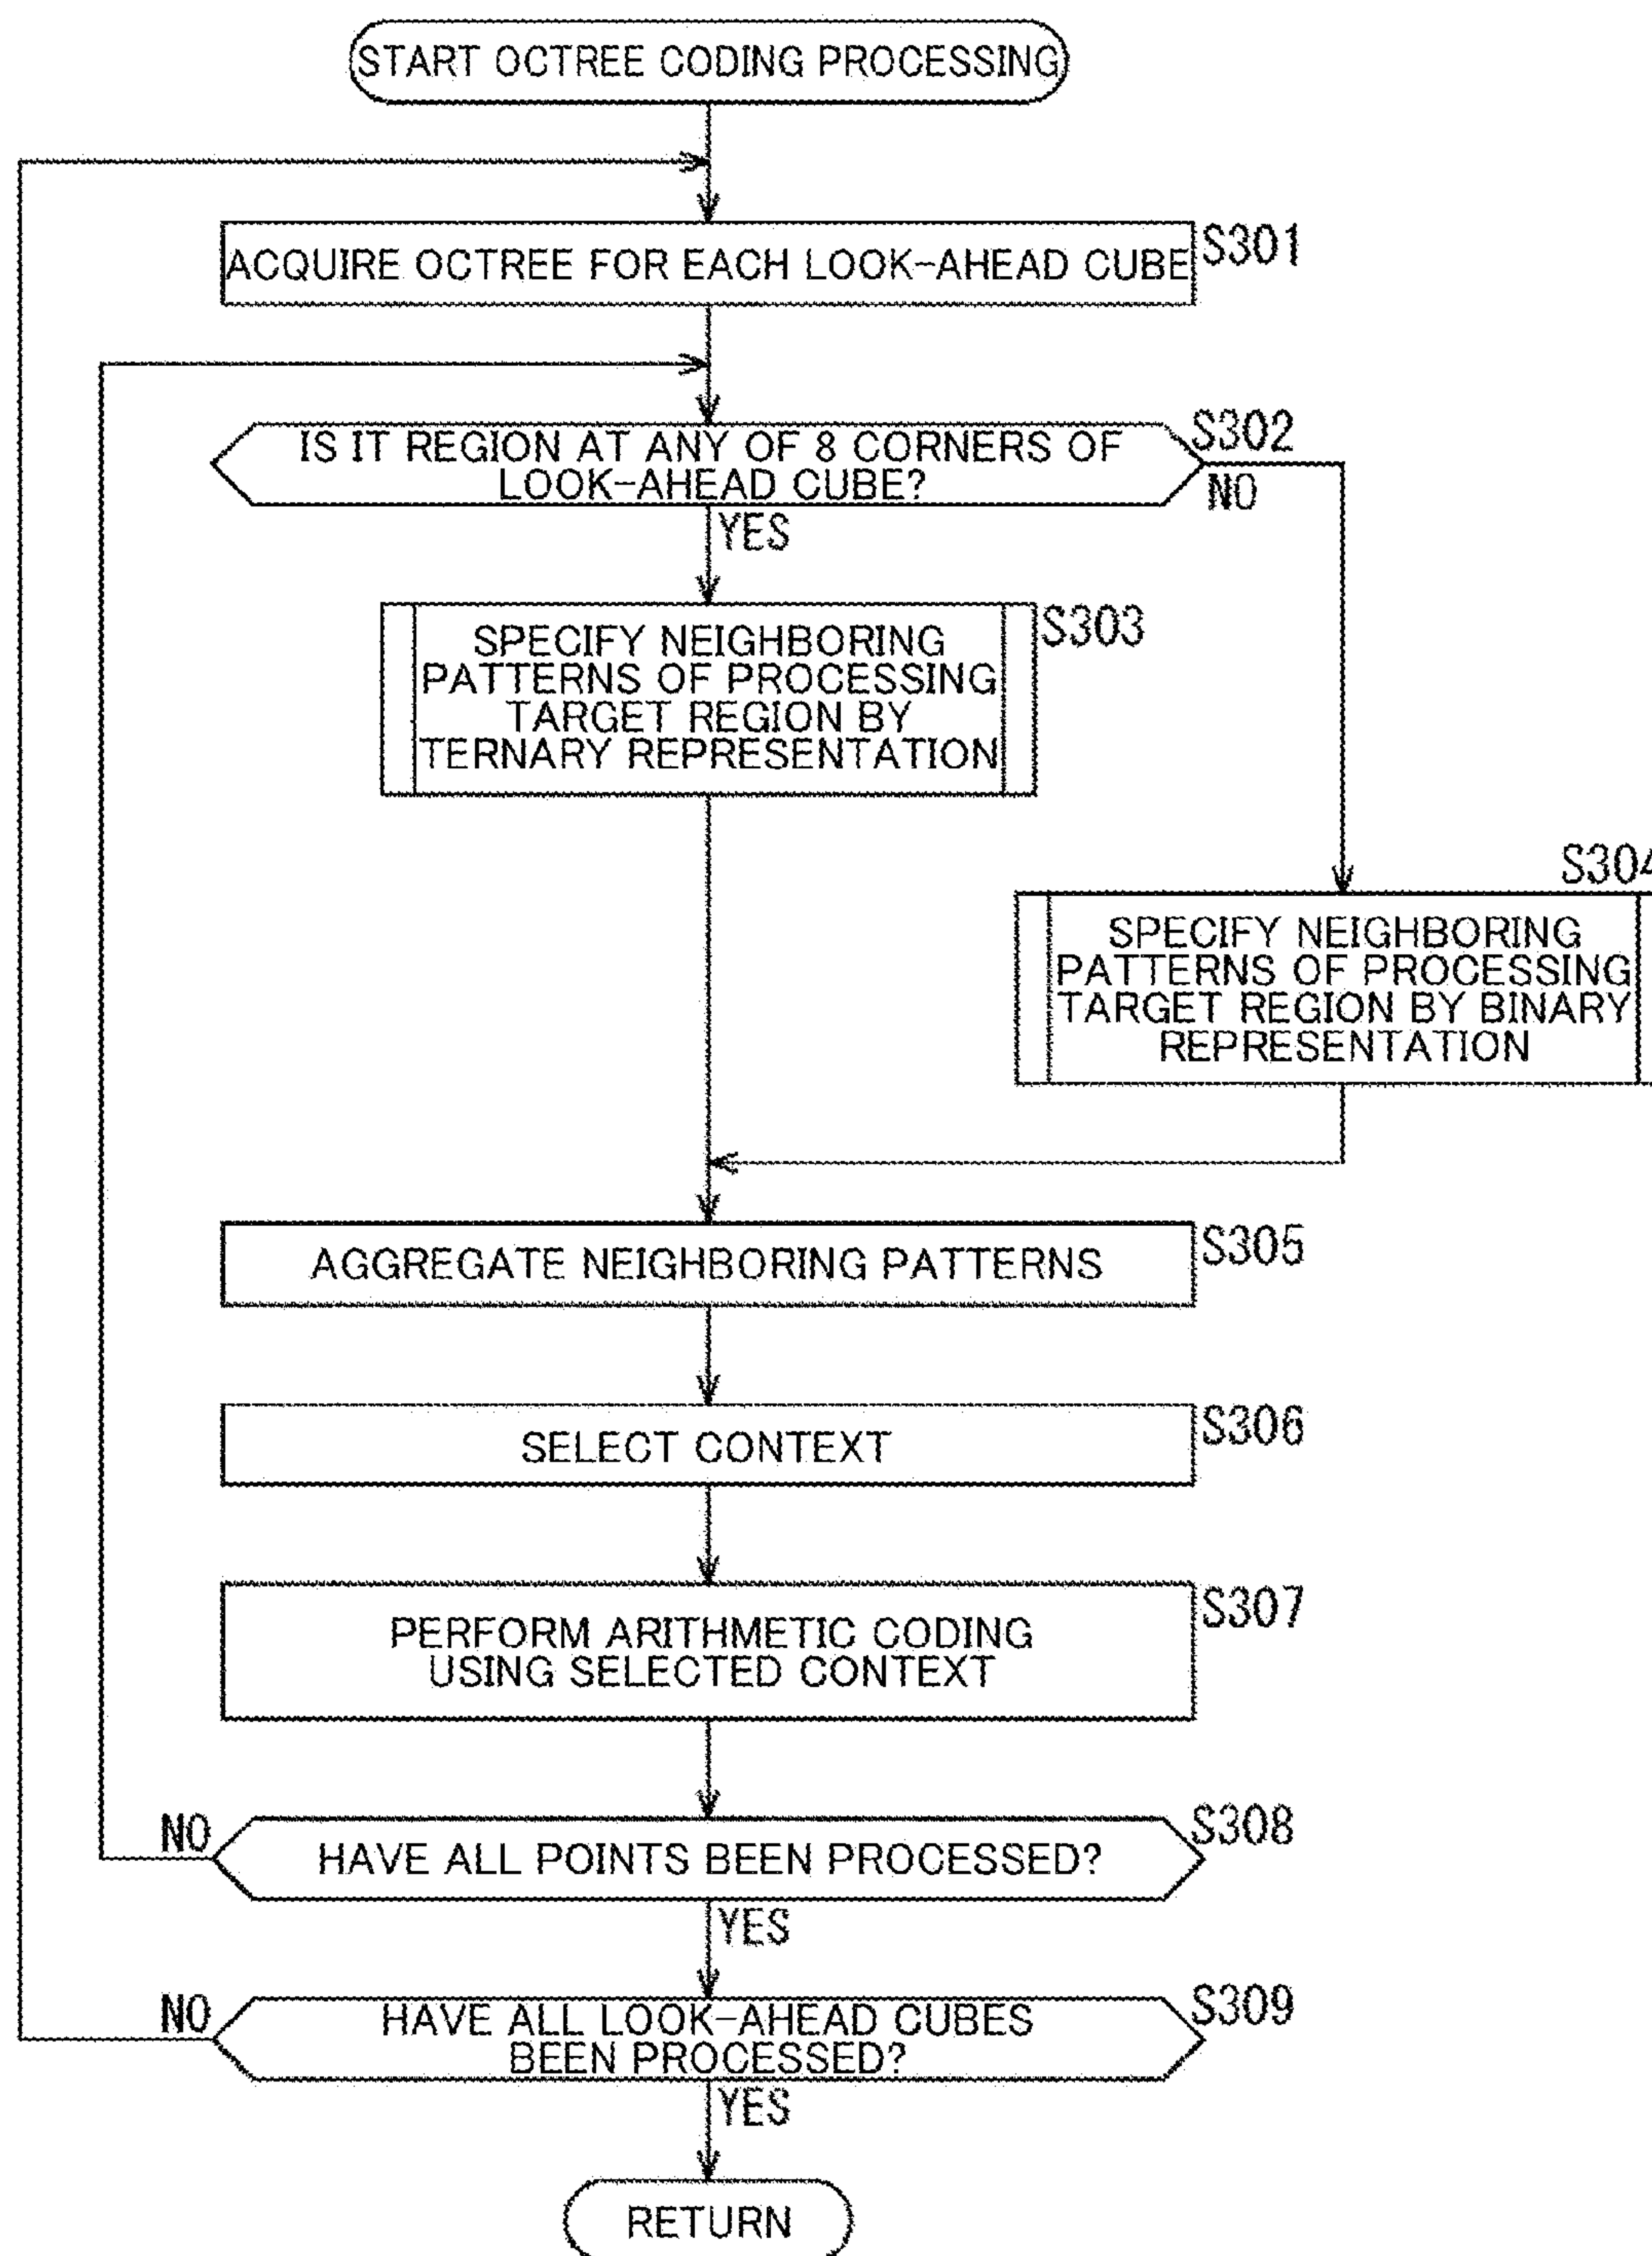 START OCTREE CODING PROCESSING
ACQUIRE OCTREE FOR EACH LOOK-AHEAD CUBE
S301
IS IT REGION AT ANY OF 8 CORNERS OF
LOOK-AHEAD CUBE?
S302
NO
YES
SPECIFY NEIGHBORING
PATTERNS OF PROCESSING
TARGET REGION BY
TERNARY REPRESENTATION
S303
S304
SPECIFY NEIGHBORING
PATTERNS OF PROCESSING
TARGET REGION BY BINARY
REPRESENTATION
AGGREGATE NEIGHBORING PATTERNS
S305
SELECT CONTEXT
S306
PERFORM ARITHMETIC CODING
USING SELECTED CONTEXT
S307
NO
HAVE ALL POINTS BEEN PROCESSED?
S308
YES
NO
HAVE ALL LOOK-AHEAD CUBES
BEEN PROCESSED?
S309
YES
RETURN